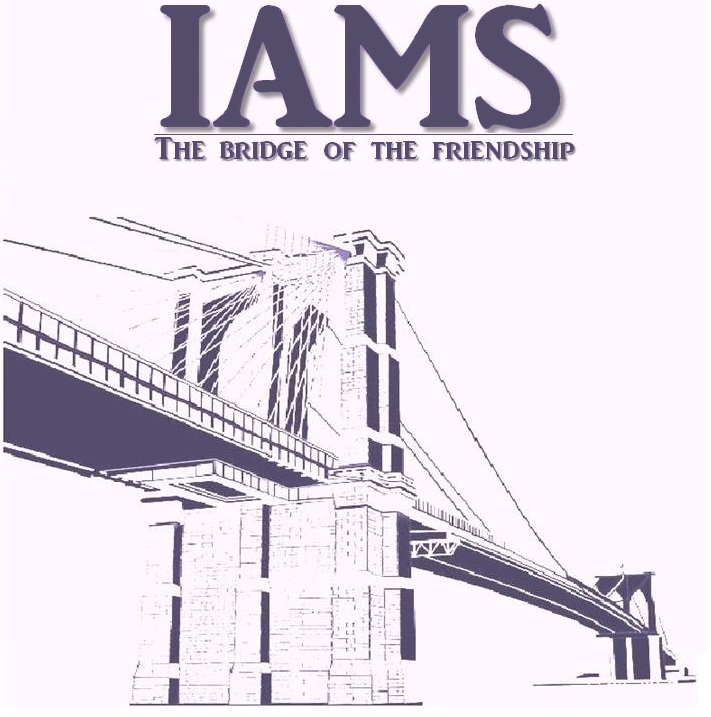 IAMS
THE BRIDGE OF THE FRIENDSHIP